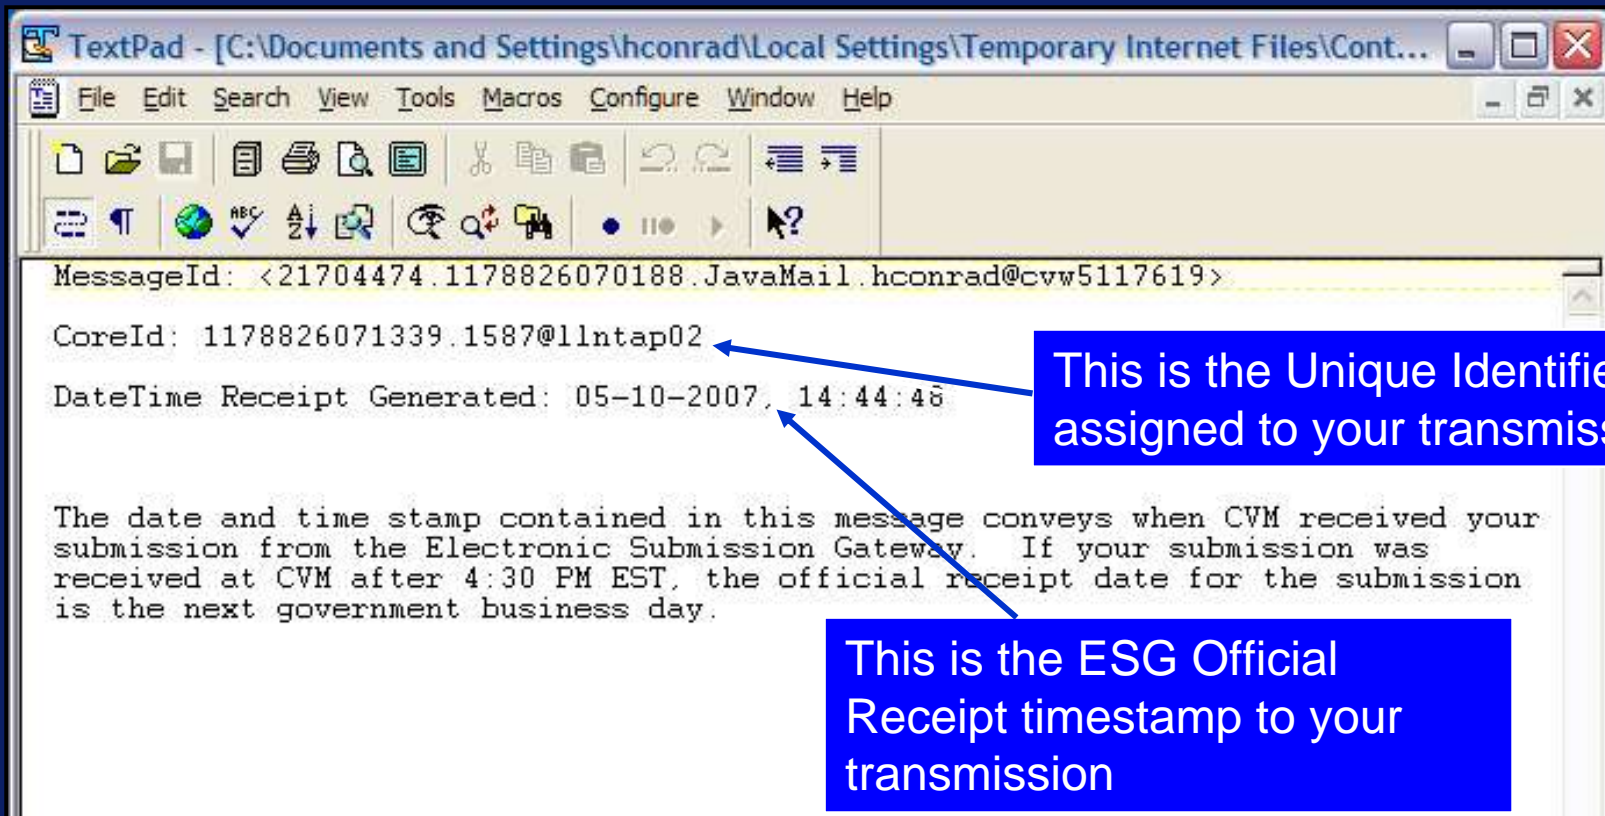 TextPad - [C:\Documents and Settings\hconrad\Local Settings\Temporary Internet Files\Cont...
File Edit Search View Tools Macros Configure Window Help
MessageId: <21704474.1178826070188.JavaMail.hconrad@cvw5117619>
CoreId: 1178826071339.1587@llntap02
This is the Unique Identifie
assigned to your transmiss
DateTime Receipt Generated: 05-10-2007, 14:44:48
The date and time stamp contained in this message conveys when CVM received your
submission from the Electronic Submission Gateway. If your submission was
received at CVM after 4:30 PM EST, the official receipt date for the submission
is the next government business day.
This is the ESG Official
Receipt timestamp to your
transmission